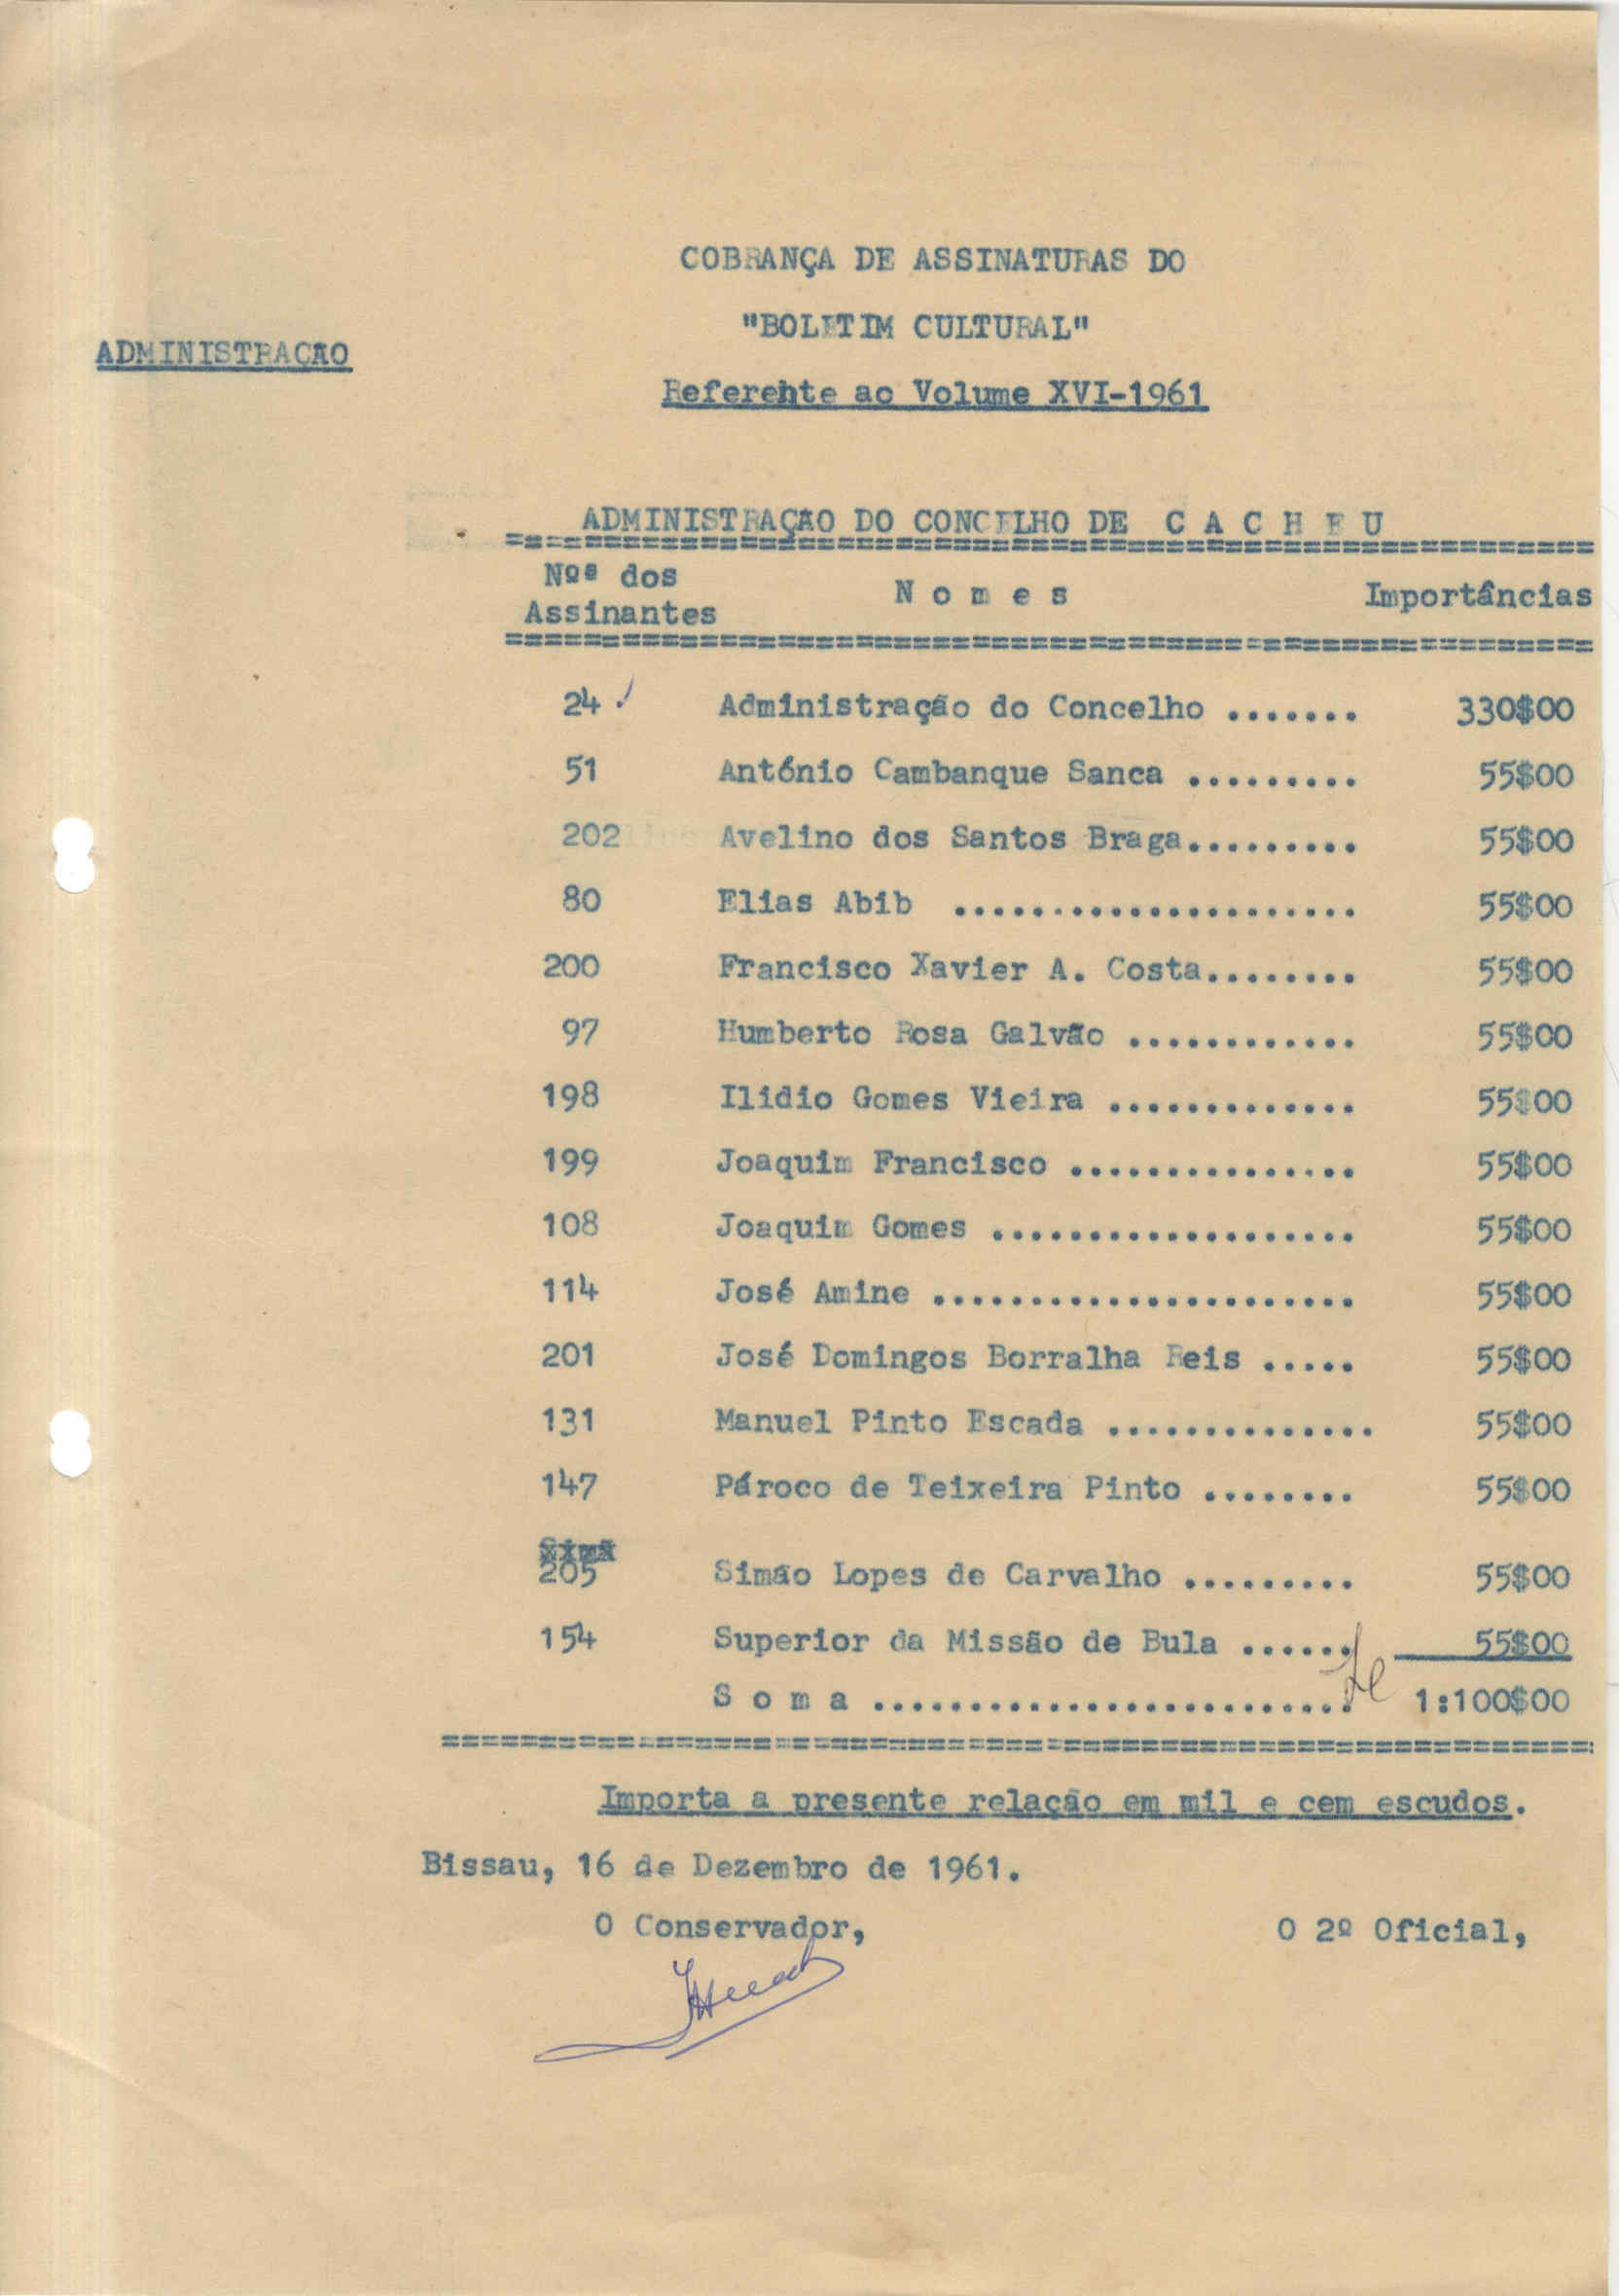 COBRANÇA DE ASSINATURAS DO
"BOLETIM CULTURAL"
ADMINISTRAÇÃO
Referente ao Volume XVI-1961
ADMINISTRAÇÃO DO CONCELHO DE C A C H E U
Nºs dos
Assinantes
N o m e s
Importâncias
24 Administração do Concelho ....... 330$00
51 António Cambanque Sanca ......... 55$00
202 Avelino dos Santos Braga......... 55$00
80 Elias Abib ..................... 55$00
200 Francisco Xavier A. Costa........ 55$00
97 Humberto Rosa Galvão ............ 55$00
198 Ilidio Gomes Vieira ............. 55$00
199 Joaquim Francisco ............... 55$00
108 Joaquim Gomes ................... 55$00
114 José Amine ...................... 55$00
201 José Domingos Borralha Reis ..... 55$00
131 Manuel Pinto Escada .............. 55$00
147 Pároco de Teixeira Pinto ........ 55$00
205 Simão Lopes de Carvalho ......... 55$00
154 Superior da Missão de Bula ...... 55$00
S o m a ......................... 1:100$00
Importa a presente relação em mil e cem escudos.
Bissau, 16 de Dezembro de 1961.
O Conservador,
O 2º Oficial,